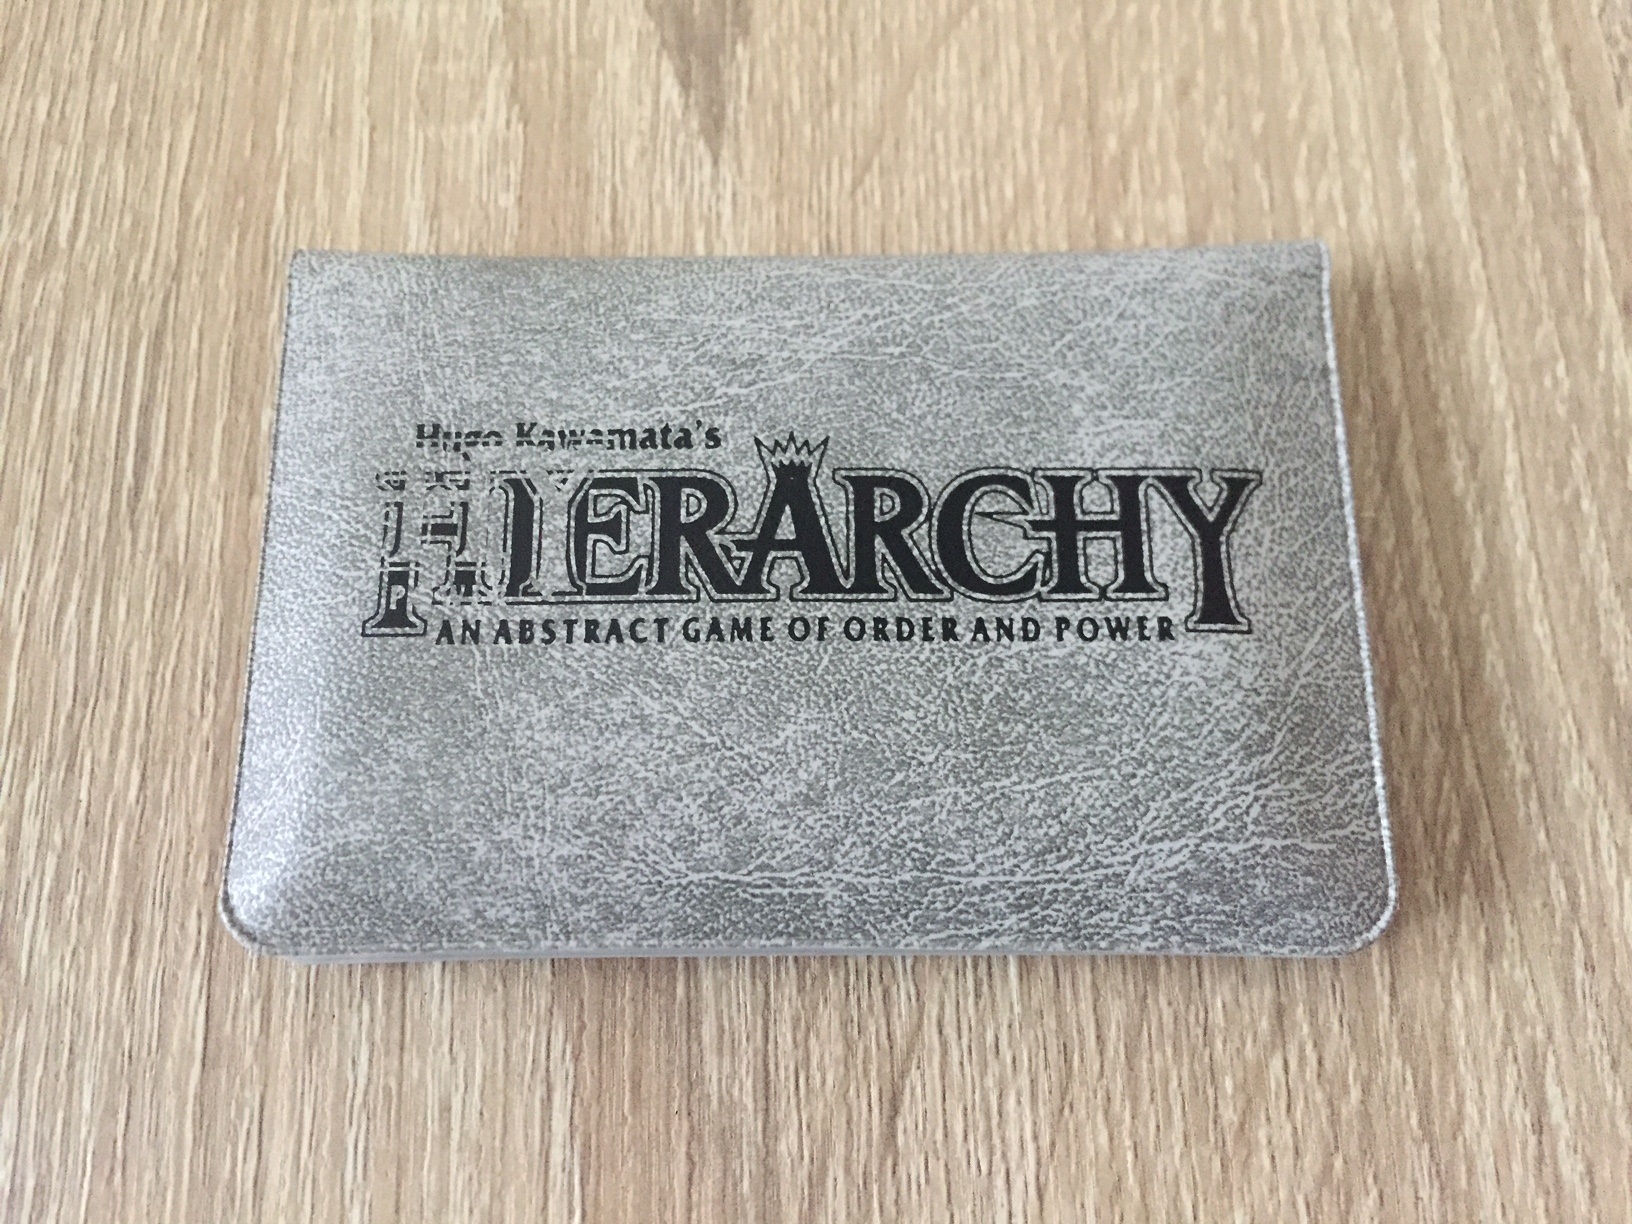 Hugo Kawamata's
HIERARCHY
P
AN ABSTRACT GAME OF ORDER AND POWER